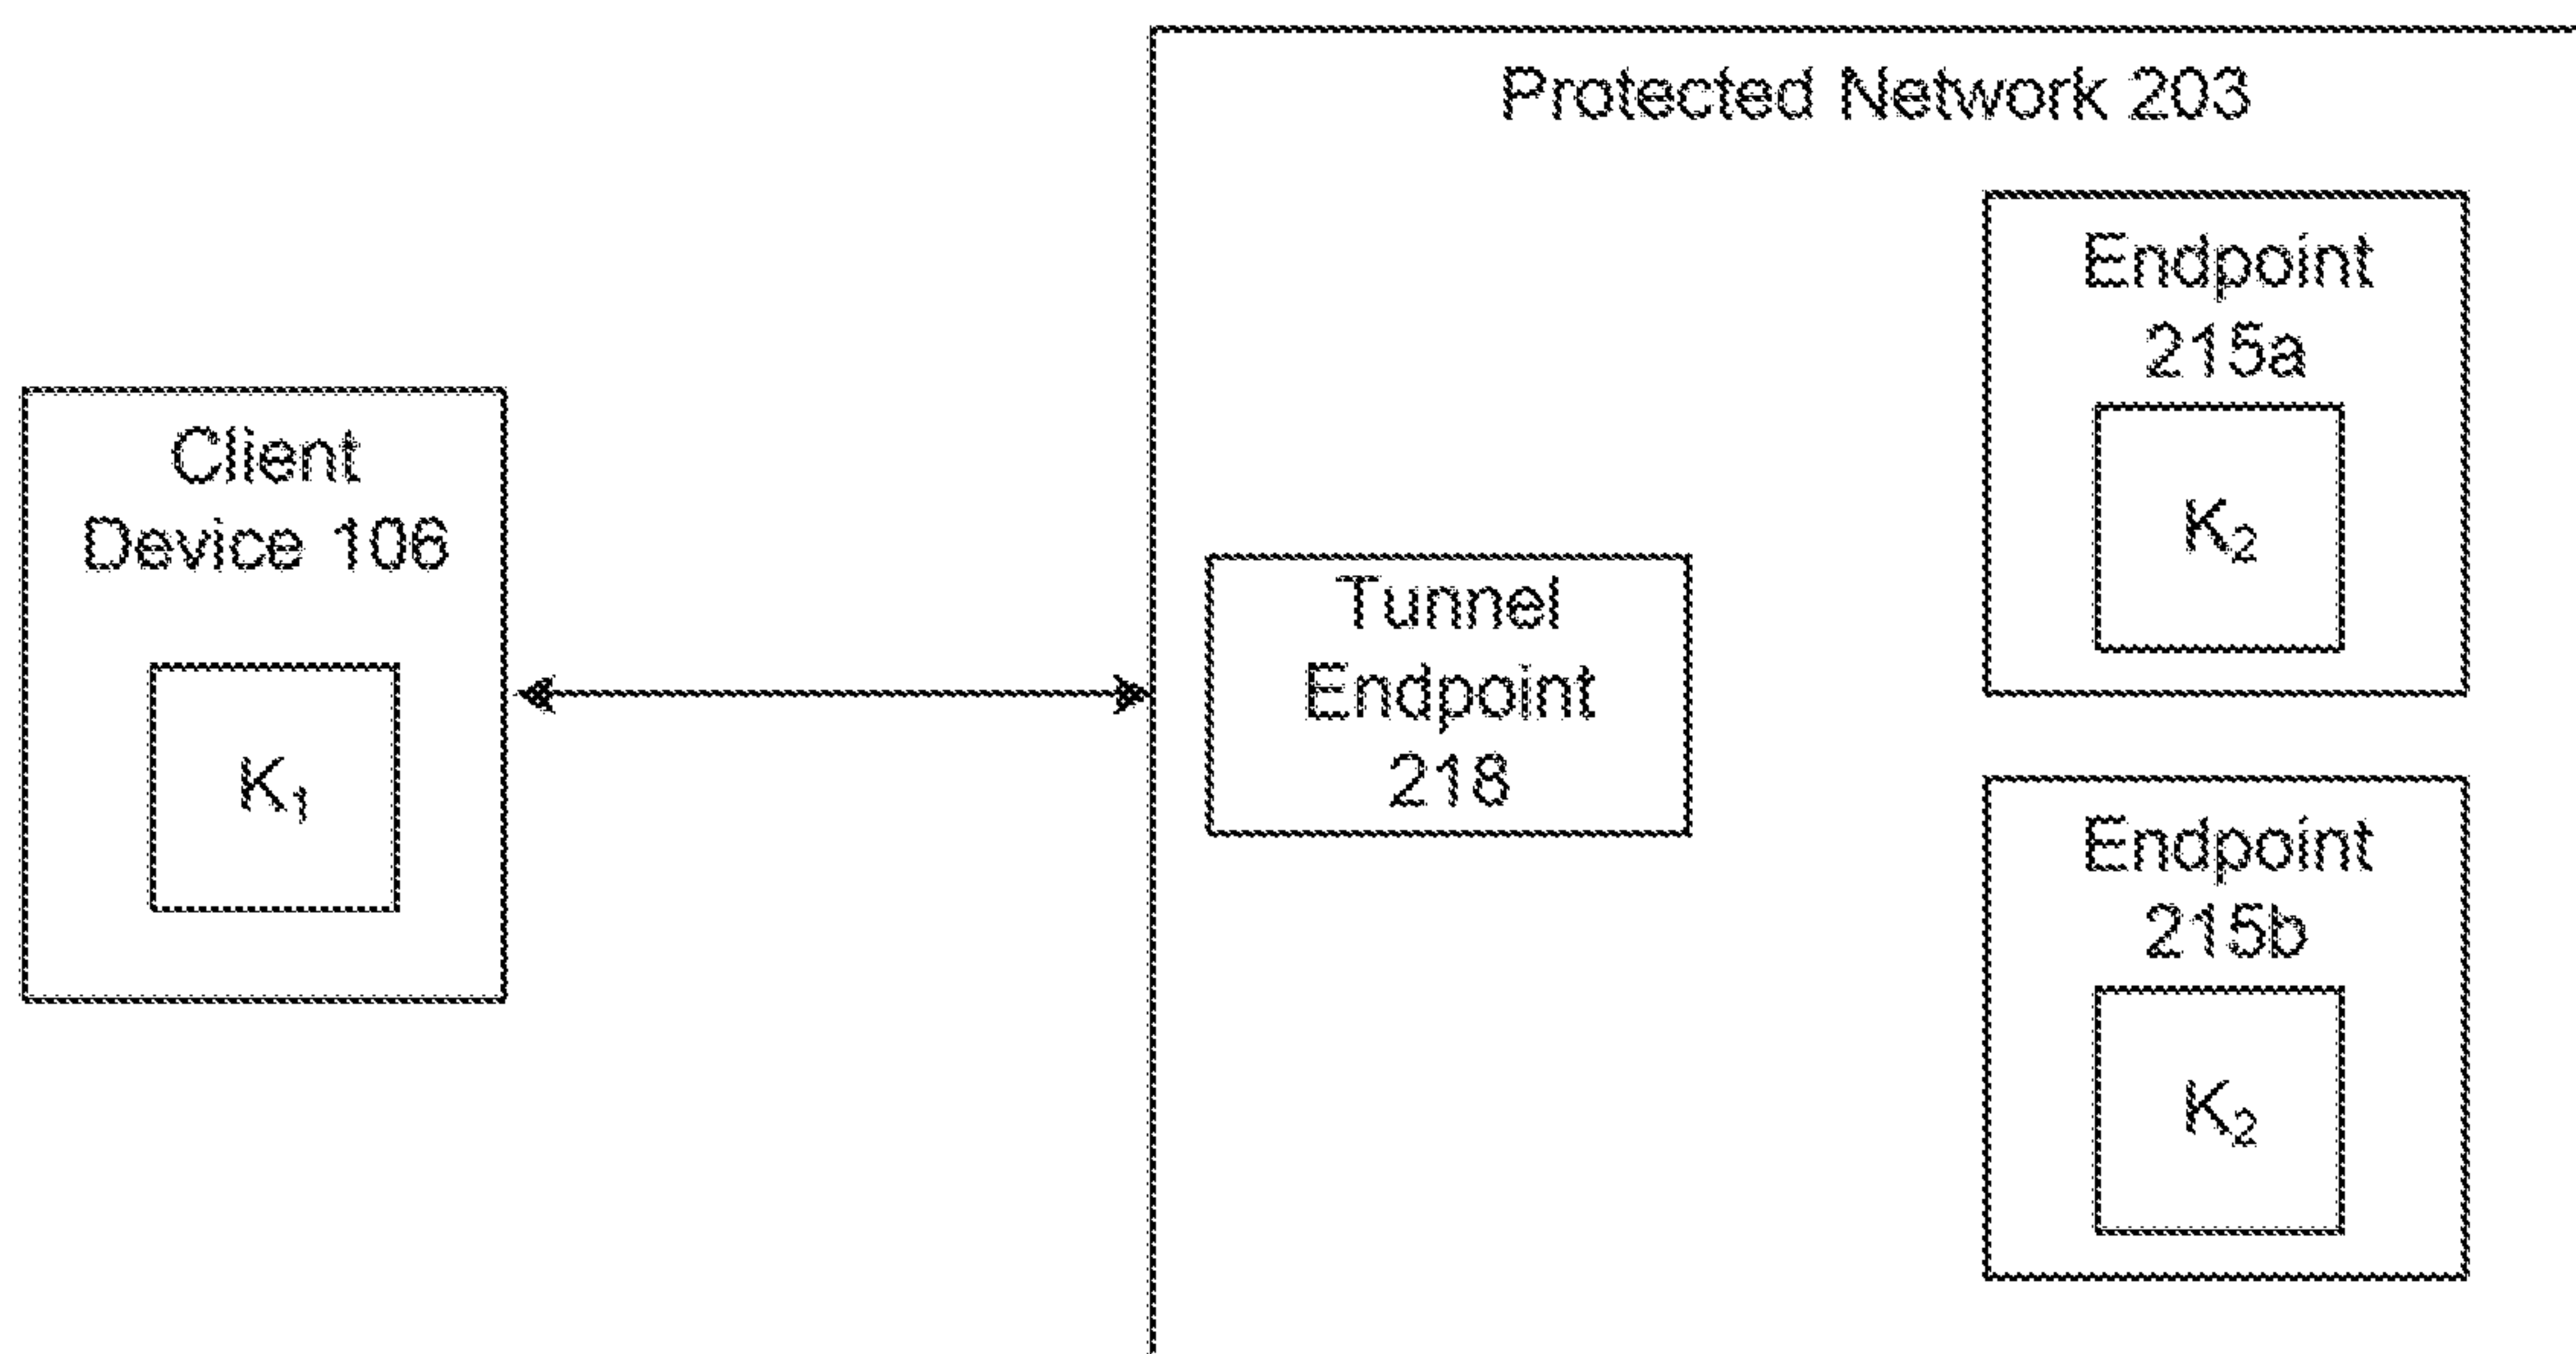 Protected Network 203
Client
Device 106
K₁
Tunnel
Endpoint
218
Endpoint
215a
K₂
Endpoint
215b
K₂